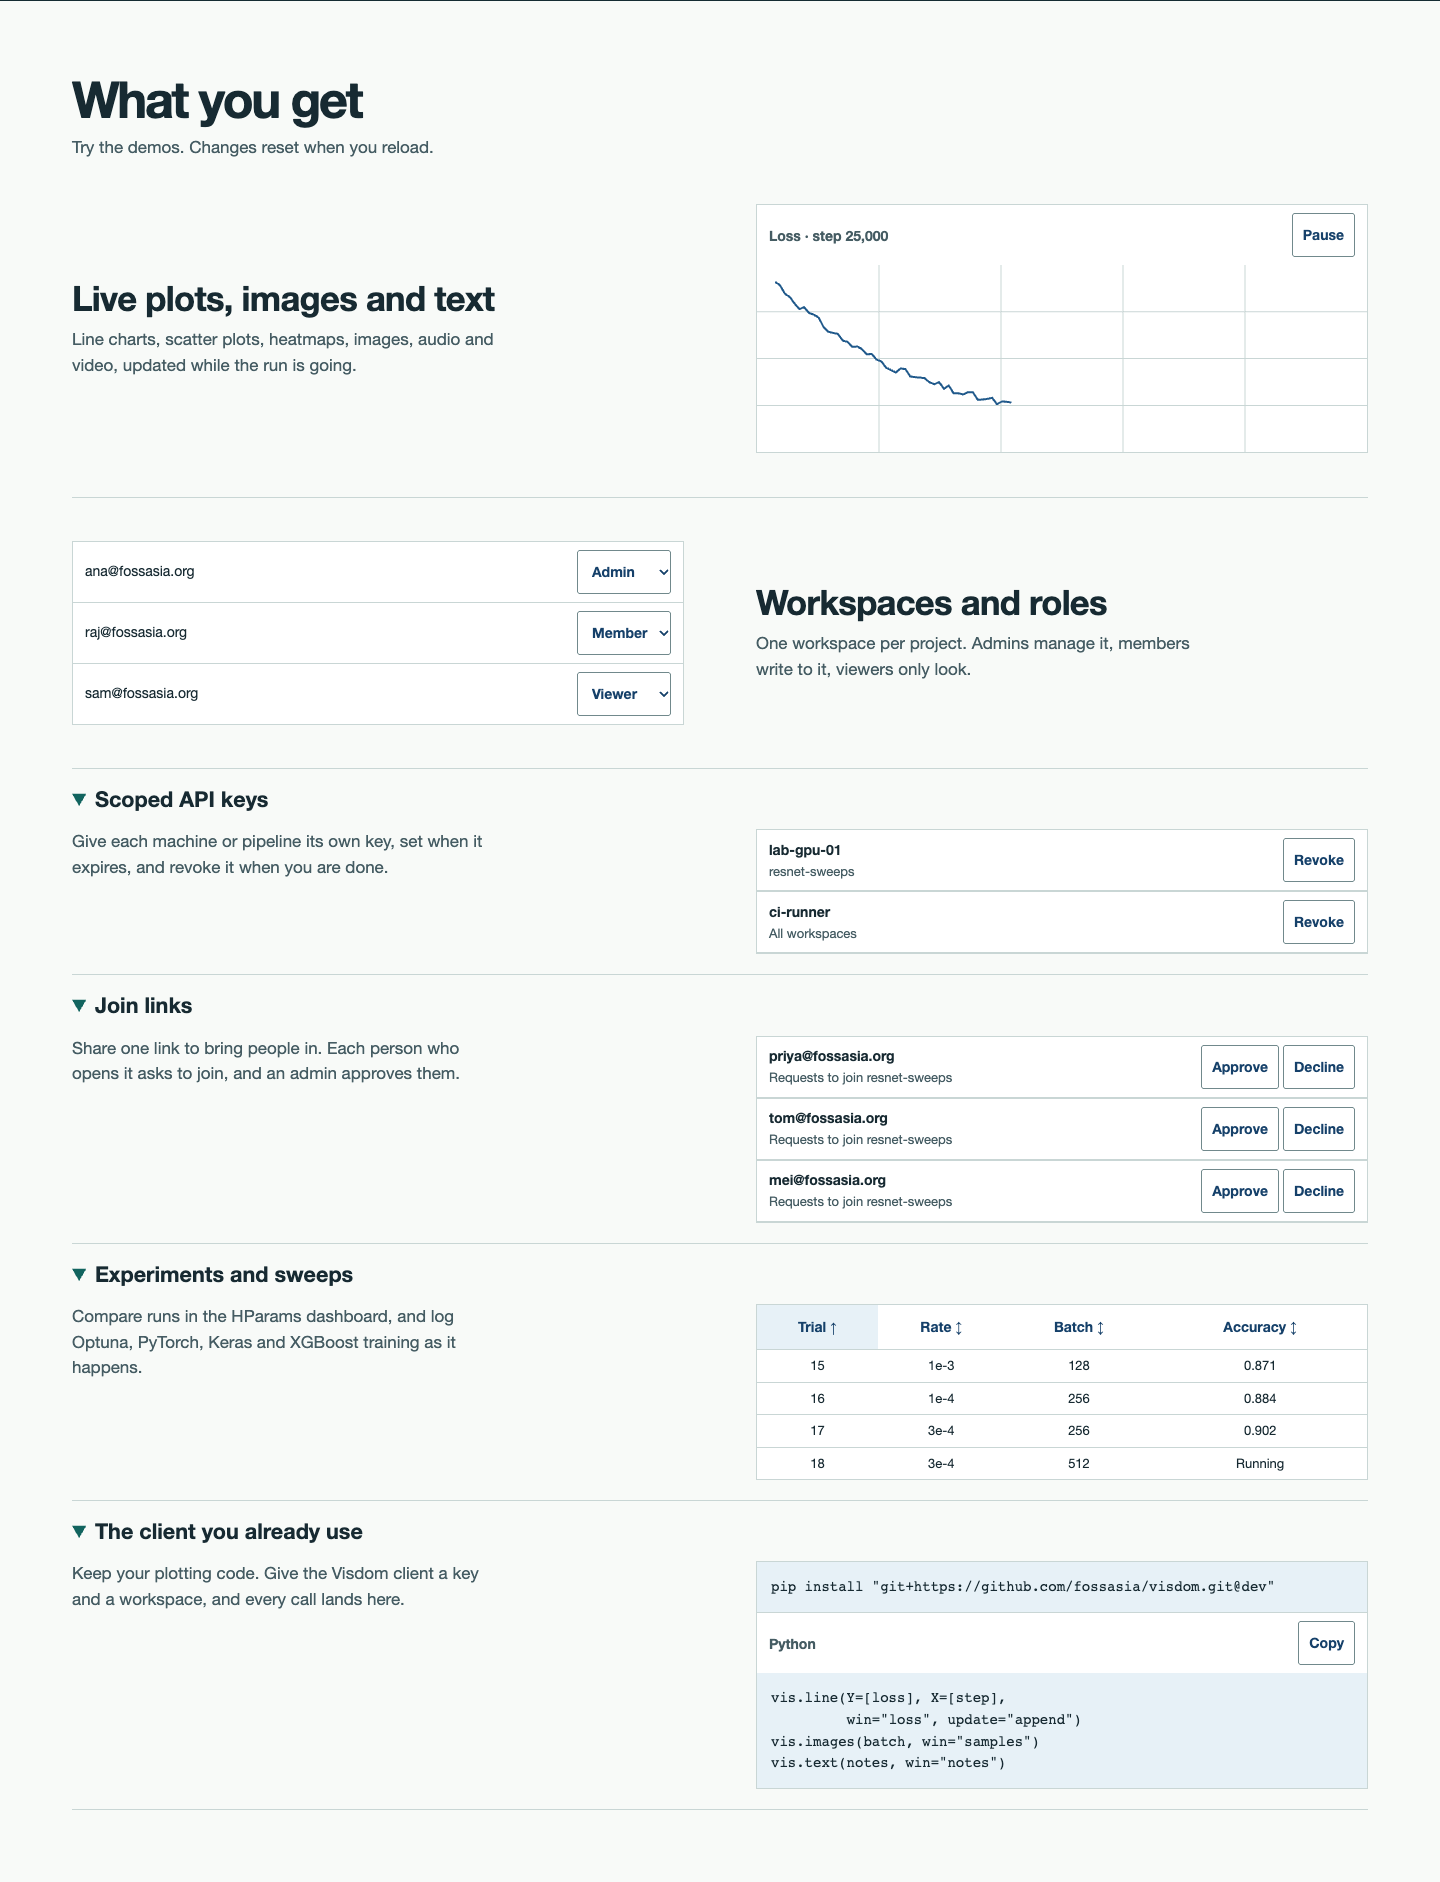 What you get
Try the demos. Changes reset when you reload.
Live plots, images and text
Line charts, scatter plots, heatmaps, images, audio and
video, updated while the run is going.
Loss · step 25,000
Pause
ana@fossasia.org
Admin
raj@fossasia.org
Member
sam@fossasia.org
Viewer
Workspaces and roles
One workspace per project. Admins manage it, members
write to it, viewers only look.
▼ Scoped API keys
Give each machine or pipeline its own key, set when it
expires, and revoke it when you are done.
lab-gpu-01
resnet-sweeps
Revoke
ci-runner
All workspaces
Revoke
▼ Join links
Share one link to bring people in. Each person who
opens it asks to join, and an admin approves them.
priya@fossasia.org
Requests to join resnet-sweeps
Approve Decline
tom@fossasia.org
Requests to join resnet-sweeps
Approve Decline
mei@fossasia.org
Requests to join resnet-sweeps
Approve Decline
▼ Experiments and sweeps
Compare runs in the HParams dashboard, and log
Optuna, PyTorch, Keras and XGBoost training as it
happens.
Trial ↑ Rate ↕ Batch ↕ Accuracy ↕
15 1e-3 128 0.871
16 1e-4 256 0.884
17 3e-4 256 0.902
18 3e-4 512 Running
▼ The client you already use
Keep your plotting code. Give the Visdom client a key
and a workspace, and every call lands here.
pip install "git+https://github.com/fossasia/visdom.git@dev"
Python
Copy
vis.line(Y=[loss], X=[step],
         win="loss", update="append")
vis.images(batch, win="samples")
vis.text(notes, win="notes")